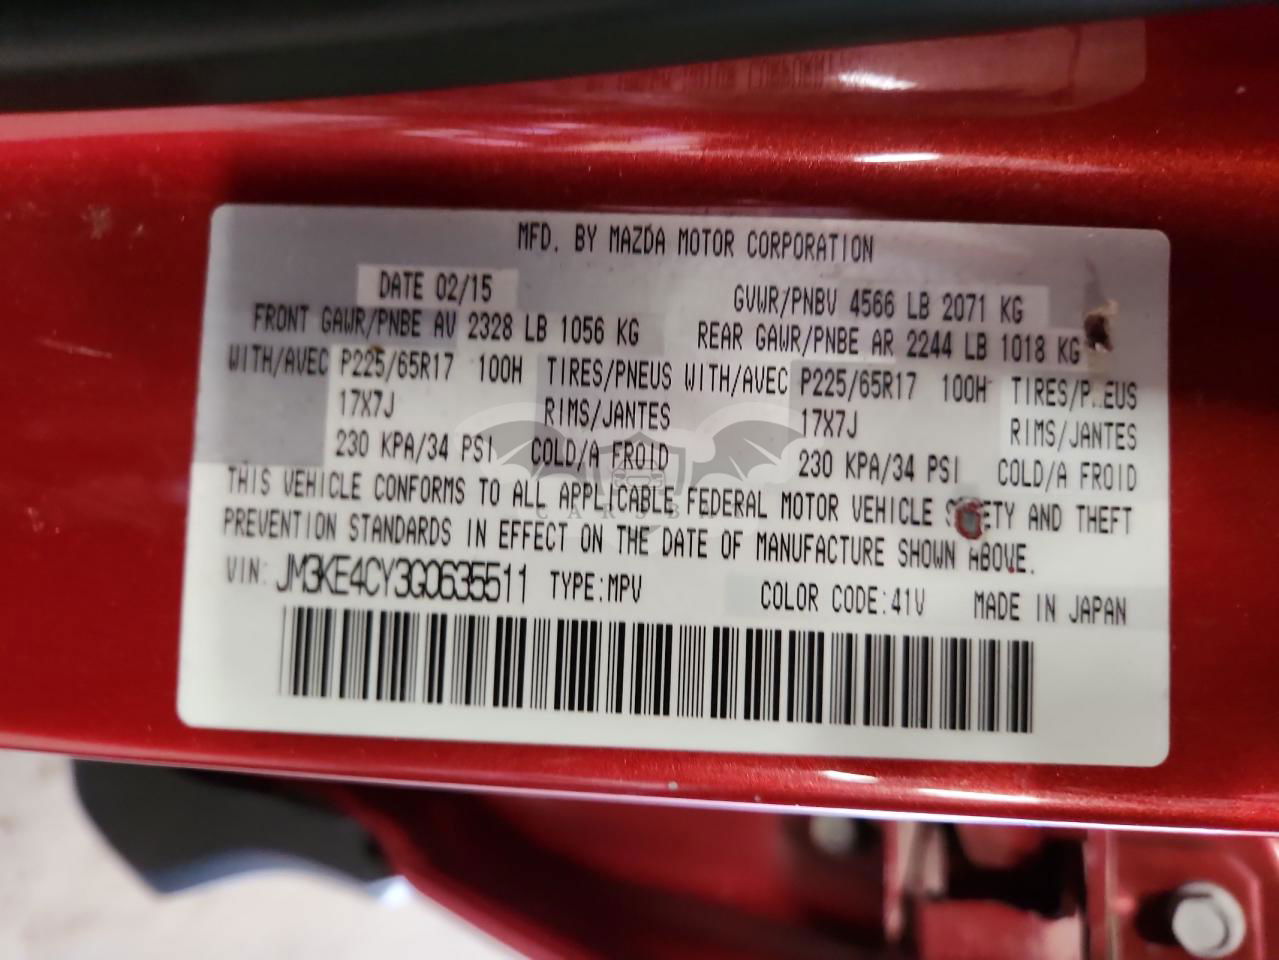 MFD. BY MAZDA MOTOR CORPORATION
DATE 02/15 GVWR/PNBV 4566 LB 2071 KG
FRONT GAWR/PNBE AV 2328 LB 1056 KG REAR GAWR/PNBE AR 2244 LB 1018 KG
WITH/AVEC P225/65R17 100H TIRES/PNEUS WITH/AVEC P225/65R17 100H TIRES/P EUS
17X7J RIMS/JANTES 17X7J RIMS/JANTES
230 KPA/34 PSI COLD/A FROID 230 KPA/34 PSI COLD/A FROID
THIS VEHICLE CONFORMS TO ALL APPLICABLE FEDERAL MOTOR VEHICLE S ETY AND THEFT
PREVENTION STANDARDS IN EFFECT ON THE DATE OF MANUFACTURE SHOWN ABOVE.
VIN: JM3KE4CY3G0635511 TYPE:MPV COLOR CODE:41V MADE IN JAPAN